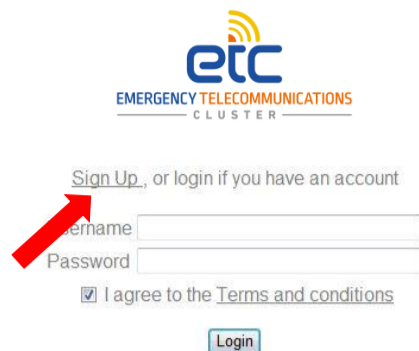 etc
EMERGENCY TELECOMMUNICATIONS
CLUSTER
Sign Up , or login if you have an account
ername
Password
I agree to the Terms and conditions
Login